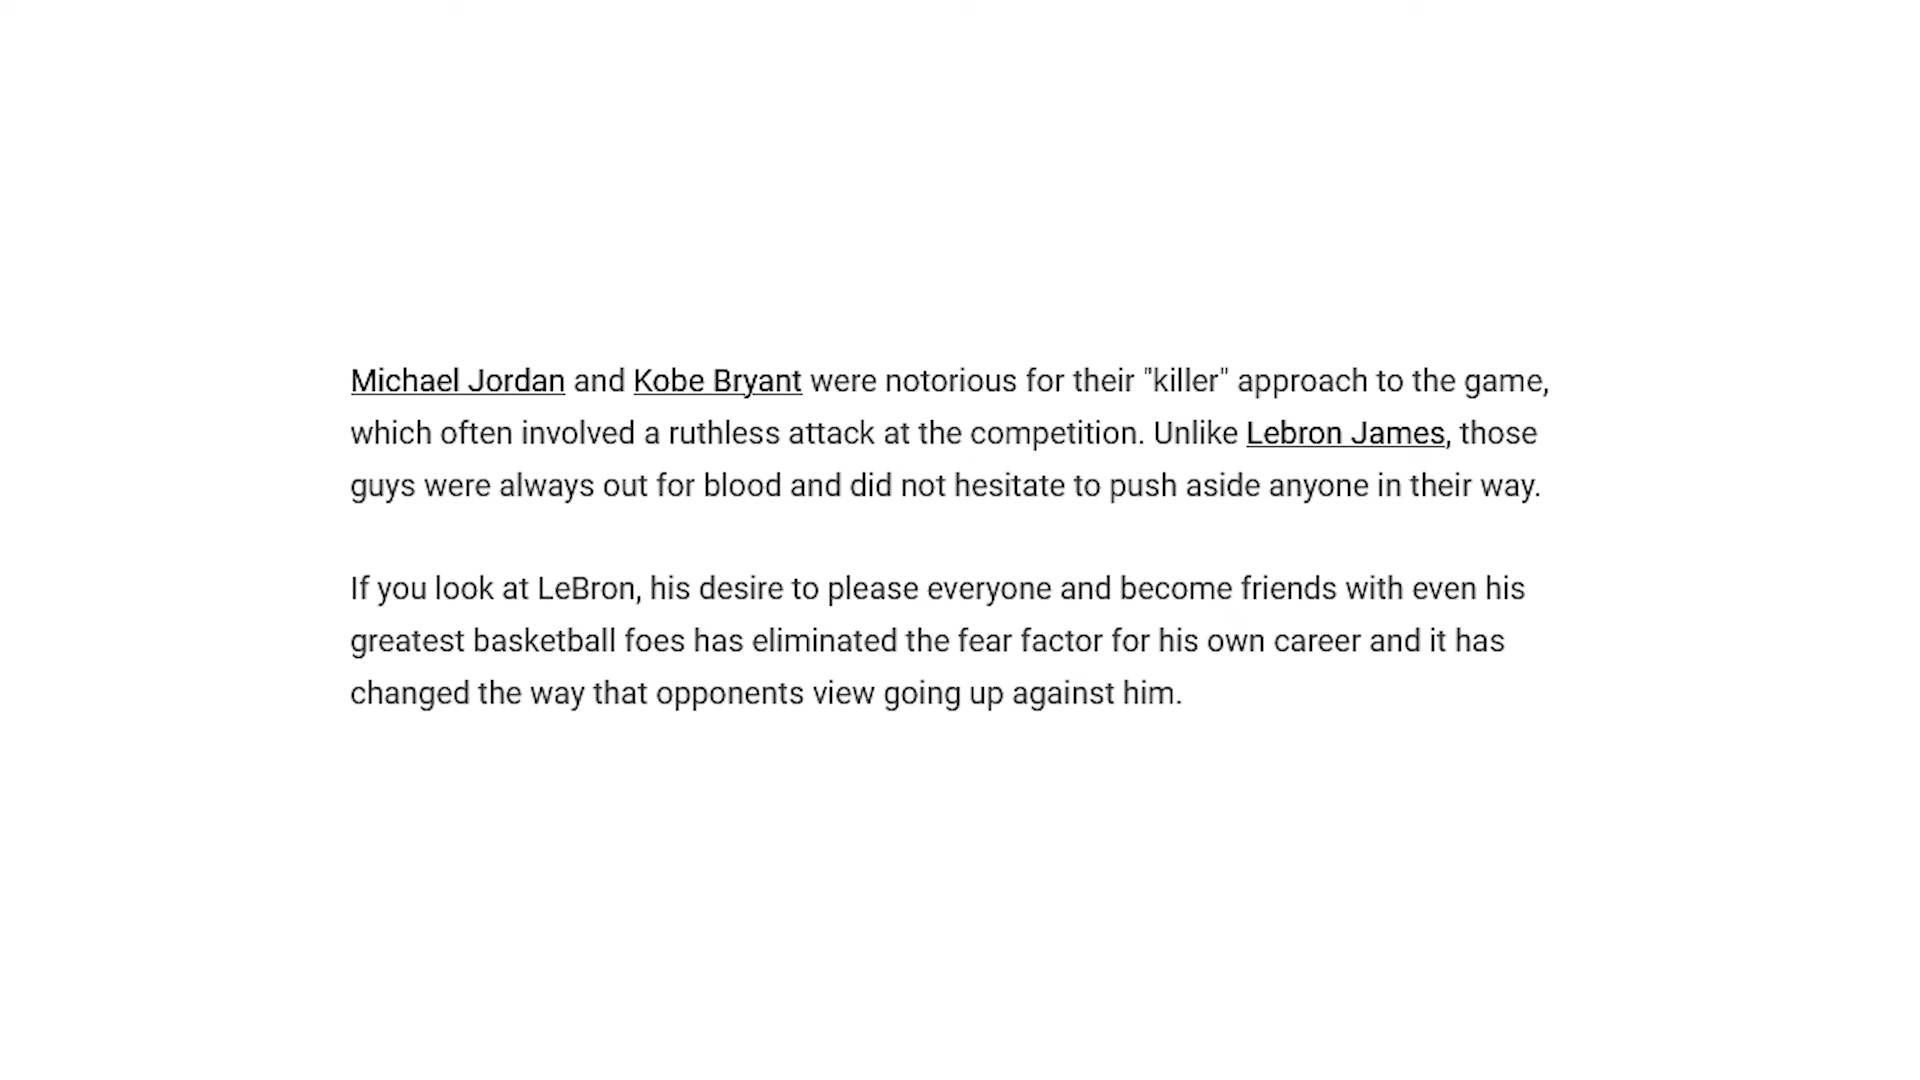 Michael Jordan and Kobe Bryant were notorious for their "killer" approach to the game,
which often involved a ruthless attack at the competition. Unlike Lebron James, those
guys were always out for blood and did not hesitate to push aside anyone in their way.
If you look at LeBron, his desire to please everyone and become friends with even his
greatest basketball foes has eliminated the fear factor for his own career and it has
changed the way that opponents view going up against him.